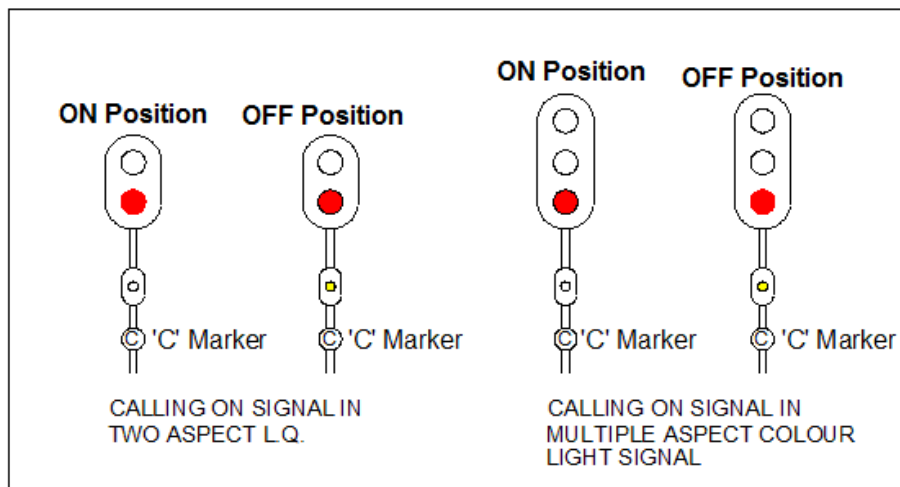 ON Position
OFF Position
ON Position
OFF Position
C 'C' Marker
C 'C' Marker
C 'C' Marker
C 'C' Marker
CALLING ON SIGNAL IN
TWO ASPECT L.Q.
CALLING ON SIGNAL IN
MULTIPLE ASPECT COLOUR
LIGHT SIGNAL